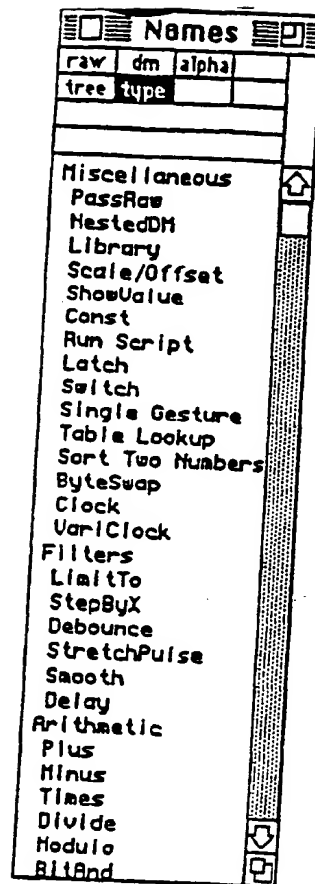 Names
raw dm alpha
tree type
Miscellaneous
PassRaw
NestedDM
Library
Scale/Offset
ShowValue
Const
Run Script
Latch
Switch
Single Gesture
Table Lookup
Sort Two Numbers
ByteSwap
Clock
VariClock
Filters
LimitTo
StepByX
Debounce
StretchPulse
Smooth
Delay
Arithmetic
Plus
Minus
Times
Divide
Modulo
BitAnd